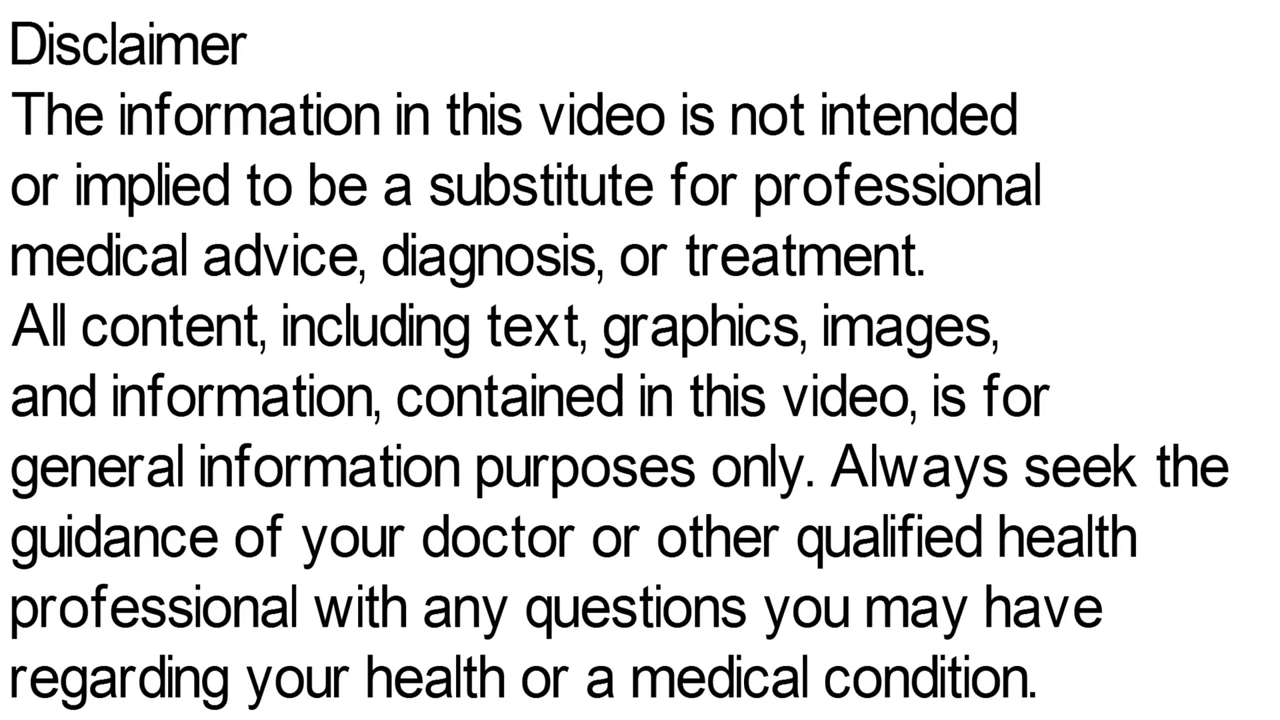 Disclaimer
The information in this video is not intended
or implied to be a substitute for professional
medical advice, diagnosis, or treatment.
All content, including text, graphics, images,
and information, contained in this video, is for
general information purposes only. Always seek the
guidance of your doctor or other qualified health
professional with any questions you may have
regarding your health or a medical condition.